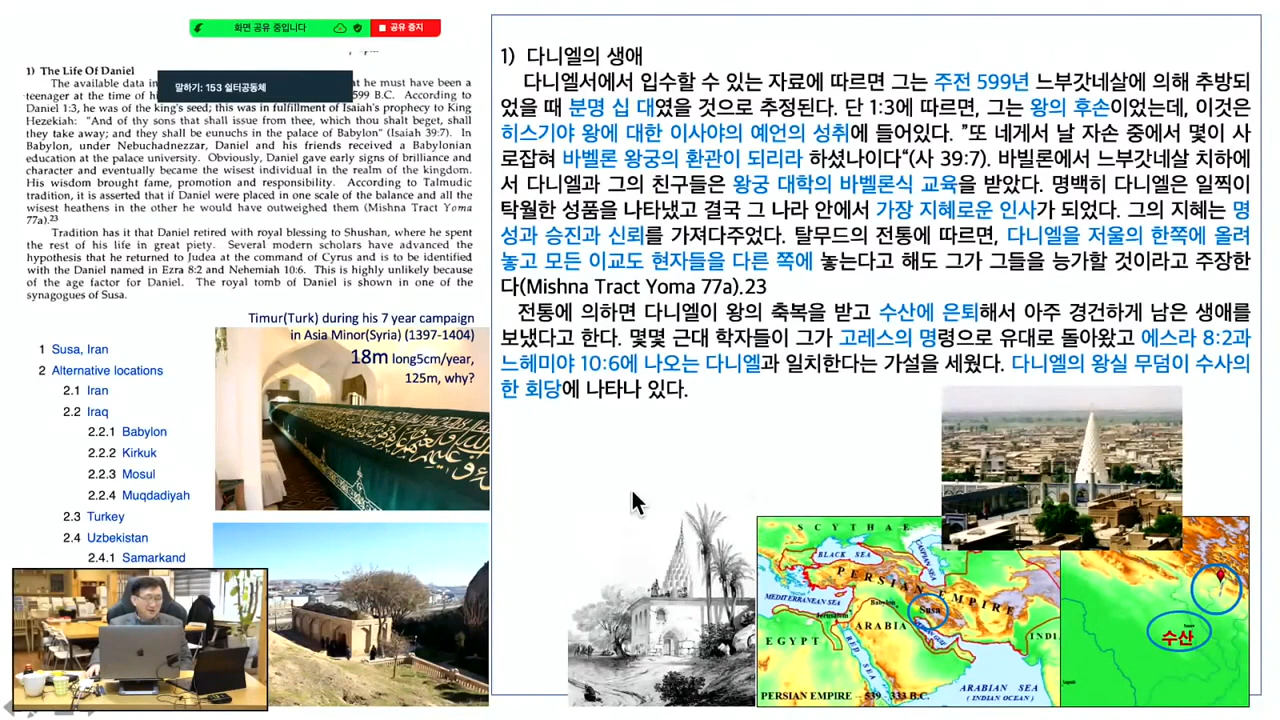 화면 공유 중입니다
공유 중지
말하기: 153 쉴터공동체
1) The Life Of Daniel
The available data in
at he must have been a
teenager at the time of hi
599 B.C. According to
Daniel 1:3, he was of the king's seed; this was in fulfillment of Isaiah's prophecy to King
Hezekiah: "And of thy sons that shall issue from thee, which thou shalt beget, shall
they take away; and they shall be eunuchs in the palace of Babylon" (Isaiah 39:7). In
Babylon, under Nebuchadnezzar, Daniel and his friends received a Babylonian
education at the palace university. Obviously, Daniel gave early signs of brilliance and
character and eventually became the wisest individual in the realm of the kingdom.
His wisdom brought fame, promotion and responsibility. According to Talmudic
tradition, it is asserted that if Daniel were placed in one scale of the balance and all the
wisest heathens in the other he would have outweighed them (Mishna Tract Yoma
77a).23
Tradition has it that Daniel retired with royal blessing to Shushan, where he spent
the rest of his life in great piety. Several modern scholars have advanced the
hypothesis that he returned to Judea at the command of Cyrus and is to be identified
with the Daniel named in Ezra 8:2 and Nehemiah 10:6. This is highly unlikely because
of the age factor for Daniel. The royal tomb of Daniel is shown in one of the
synagogues of Susa.
Timur(Turk) during his 7 year campaign
in Asia Minor(Syria) (1397-1404)
18m long5cm/year,
125m, why?
1 Susa, Iran
2 Alternative locations
2.1 Iran
2.2 Iraq
2.2.1 Babylon
2.2.2 Kirkuk
2.2.3 Mosul
2.2.4 Muqdadiyah
2.3 Turkey
2.4 Uzbekistan
2.4.1 Samarkand
1) 다니엘의 생애
다니엘서에서 입수할 수 있는 자료에 따르면 그는 주전 599년 느부갓네살에 의해 추방되
었을 때 분명 십 대였을 것으로 추정된다. 단 1:3에 따르면, 그는 왕의 후손이었는데, 이것은
히스기야 왕에 대한 이사야의 예언의 성취에 들어있다. "또 네게서 날 자손 중에서 몇이 사
로잡혀 바벨론 왕궁의 환관이 되리라 하셨나이다"(사 39:7). 바빌론에서 느부갓네살 치하에
서 다니엘과 그의 친구들은 왕궁 대학의 바벨론식 교육을 받았다. 명백히 다니엘은 일찍이
탁월한 성품을 나타냈고 결국 그 나라 안에서 가장 지혜로운 인사가 되었다. 그의 지혜는 명
성과 승진과 신뢰를 가져다주었다. 탈무드의 전통에 따르면, 다니엘을 저울의 한쪽에 올려
놓고 모든 이교도 현자들을 다른 쪽에 놓는다고 해도 그가 그들을 능가할 것이라고 주장한
다(Mishna Tract Yoma 77a).23
전통에 의하면 다니엘이 왕의 축복을 받고 수산에 은퇴해서 아주 경건하게 남은 생애를
보냈다고 한다. 몇몇 근대 학자들이 그가 고레스의 명령으로 유대로 돌아왔고 에스라 8:2과
느헤미야 10:6에 나오는 다니엘과 일치한다는 가설을 세웠다. 다니엘의 왕실 무덤이 수사의
한 회당에 나타나 있다.
SCYTHAE
BLACK SEA
CASPIAN SEA
PERSIAN EMPIRE
MEDITERRANEAN SEA
Babylon
Susa
Jerusalem
ARABIA
EGYPT
RED SEA
INDI
ARABIAN SEA
(INDIAN OCEAN)
PERSIAN EMPIRE - 539 - 333 B.C.
수산